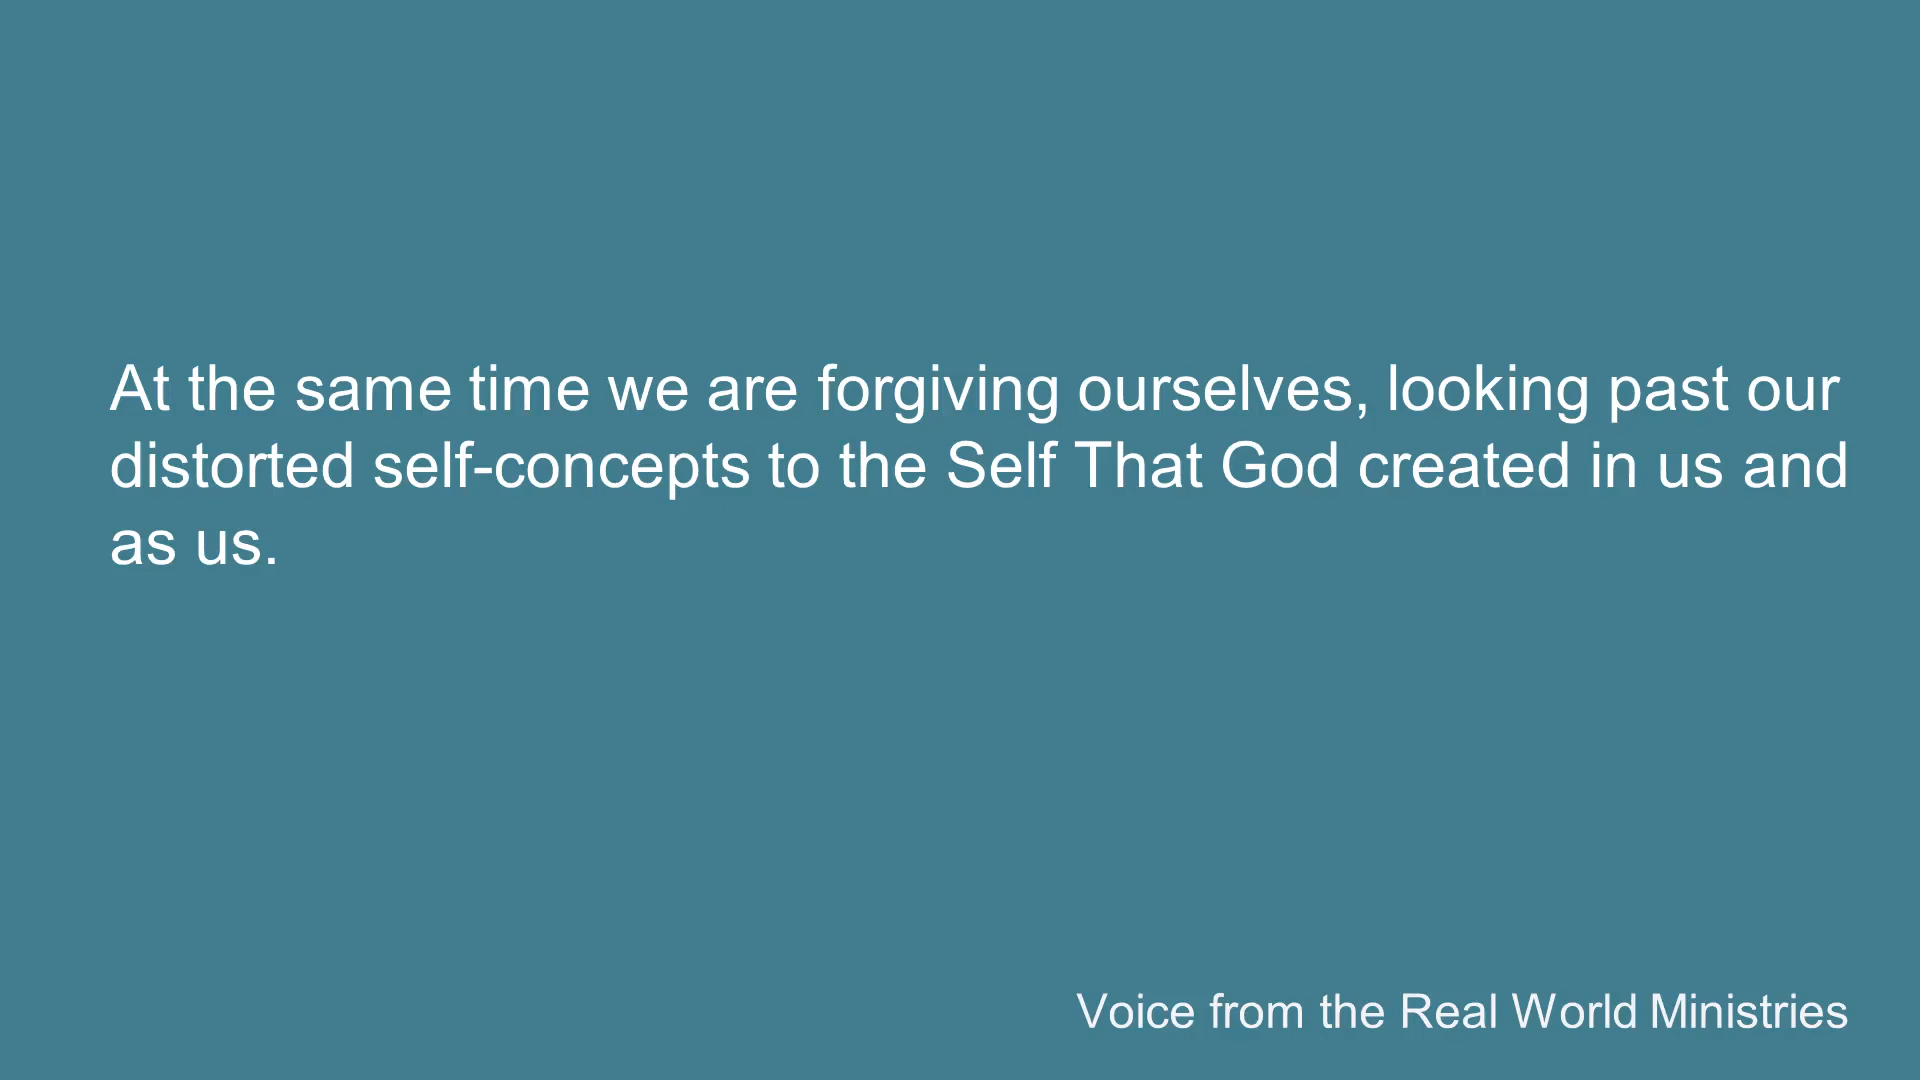 At the same time we are forgiving ourselves, looking past our
distorted self-concepts to the Self That God created in us and
as us.
Voice from the Real World Ministries